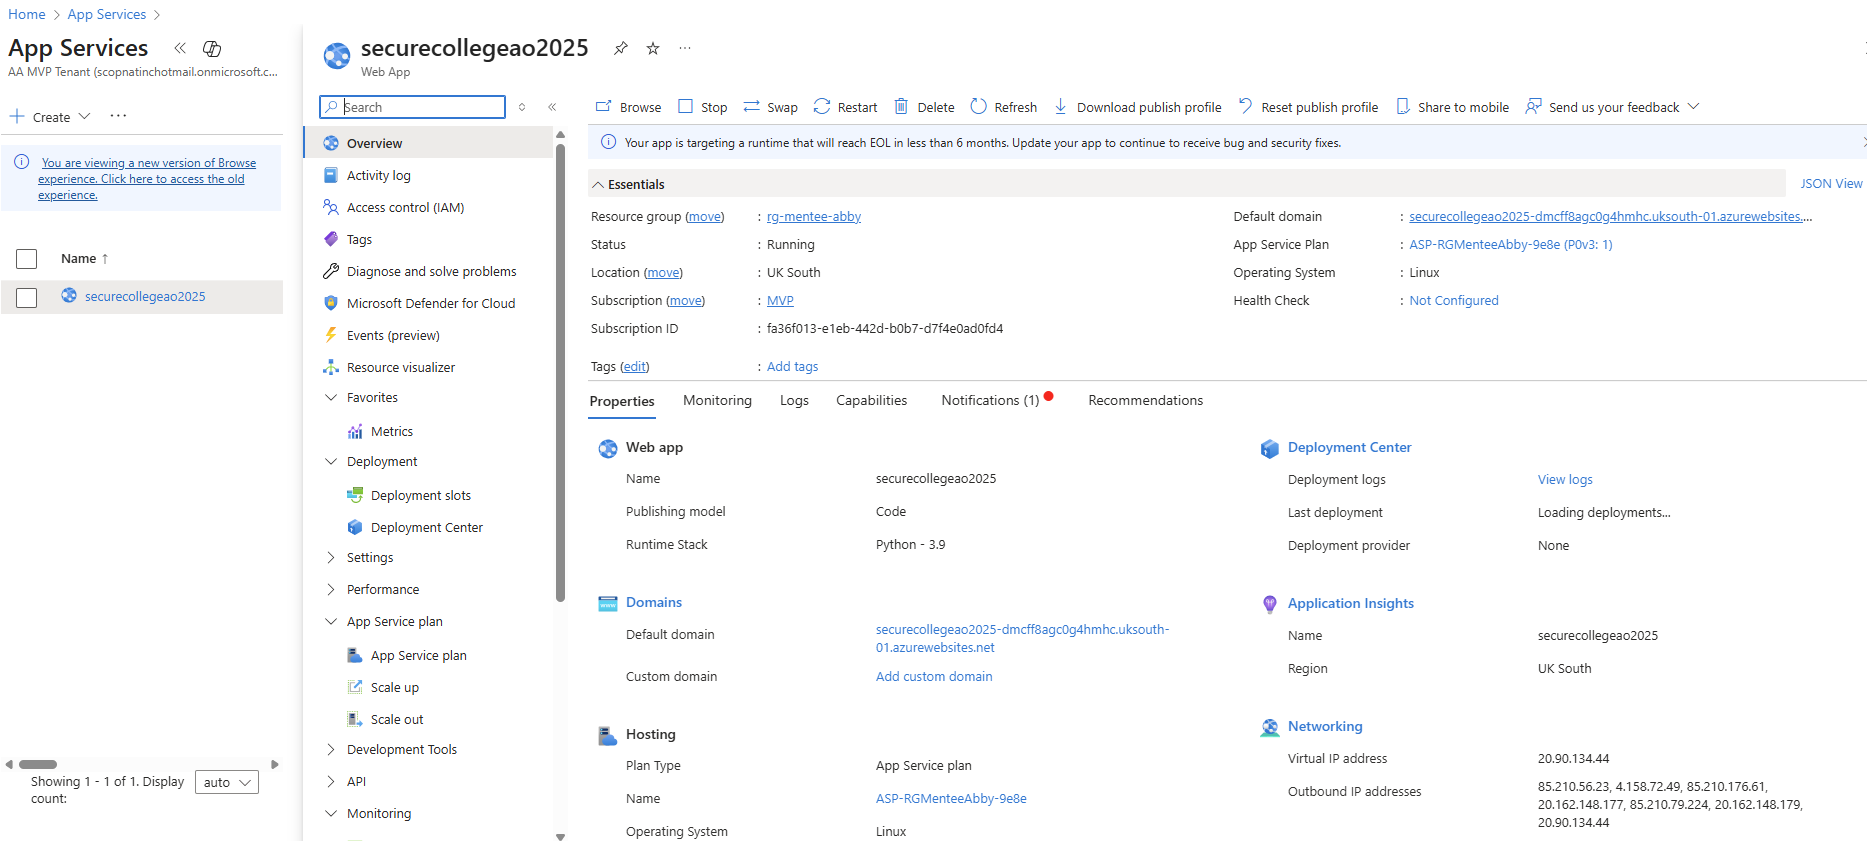 Home > App Services >
App Services
AA MVP Tenant (scopnatinchotmail.onmicrosoft.c...
Create
...
You are viewing a new version of Browse
experience. Click here to access the old
experience.
Name ↑
securecollegeao2025
Showing 1 - 1 of 1. Display
count:
auto
securecollegeao2025
...
Web App
Search
Overview
Activity log
Access control (IAM)
Tags
Diagnose and solve problems
Microsoft Defender for Cloud
Events (preview)
Resource visualizer
Favorites
Metrics
Deployment
Deployment slots
Deployment Center
Settings
Performance
App Service plan
App Service plan
Scale up
Scale out
Development Tools
API
Monitoring
Browse Stop Swap Restart Delete Refresh Download publish profile Reset publish profile Share to mobile Send us your feedback
Your app is targeting a runtime that will reach EOL in less than 6 months. Update your app to continue to receive bug and security fixes.
Essentials
JSON View
Resource group (move) : rg-mentee-abby
Status : Running
Location (move) : UK South
Subscription (move) : MVP
Subscription ID : fa36f013-e1eb-442d-b0b7-d7f4e0ad0fd4
Tags (edit) : Add tags
Default domain : securecollegeao2025-dmcff8agc0g4hmhc.uksouth-01.azurewebsites....
App Service Plan : ASP-RGMenteeAbby-9e8e (P0v3: 1)
Operating System : Linux
Health Check : Not Configured
Properties Monitoring Logs Capabilities Notifications (1) Recommendations
Web app
Name securecollegeao2025
Publishing model Code
Runtime Stack Python - 3.9
Domains
Default domain securecollegeao2025-dmcff8agc0g4hmhc.uksouth-
01.azurewebsites.net
Custom domain Add custom domain
Hosting
Plan Type App Service plan
Name ASP-RGMenteeAbby-9e8e
Operating System Linux
Deployment Center
Deployment logs View logs
Last deployment Loading deployments...
Deployment provider None
Application Insights
Name securecollegeao2025
Region UK South
Networking
Virtual IP address 20.90.134.44
Outbound IP addresses 85.210.56.23, 4.158.72.49, 85.210.176.61,
20.162.148.177, 85.210.79.224, 20.162.148.179,
20.90.134.44